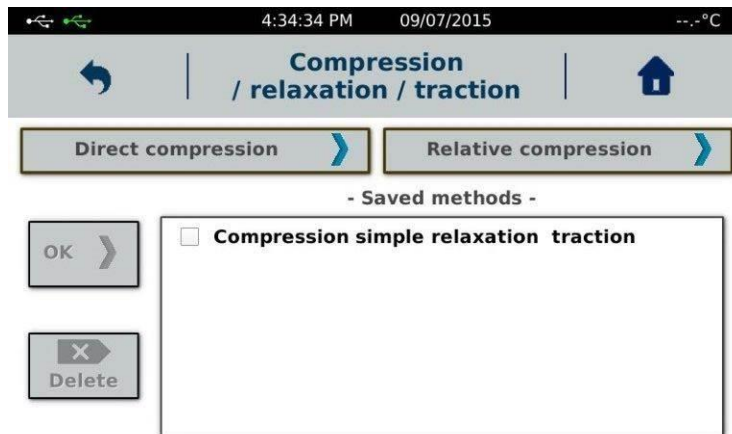 4:34:34 PM 09/07/2015 --.-°C
Compression
/ relaxation / traction
Direct compression
Relative compression
- Saved methods -
OK
Compression simple relaxation traction
Delete